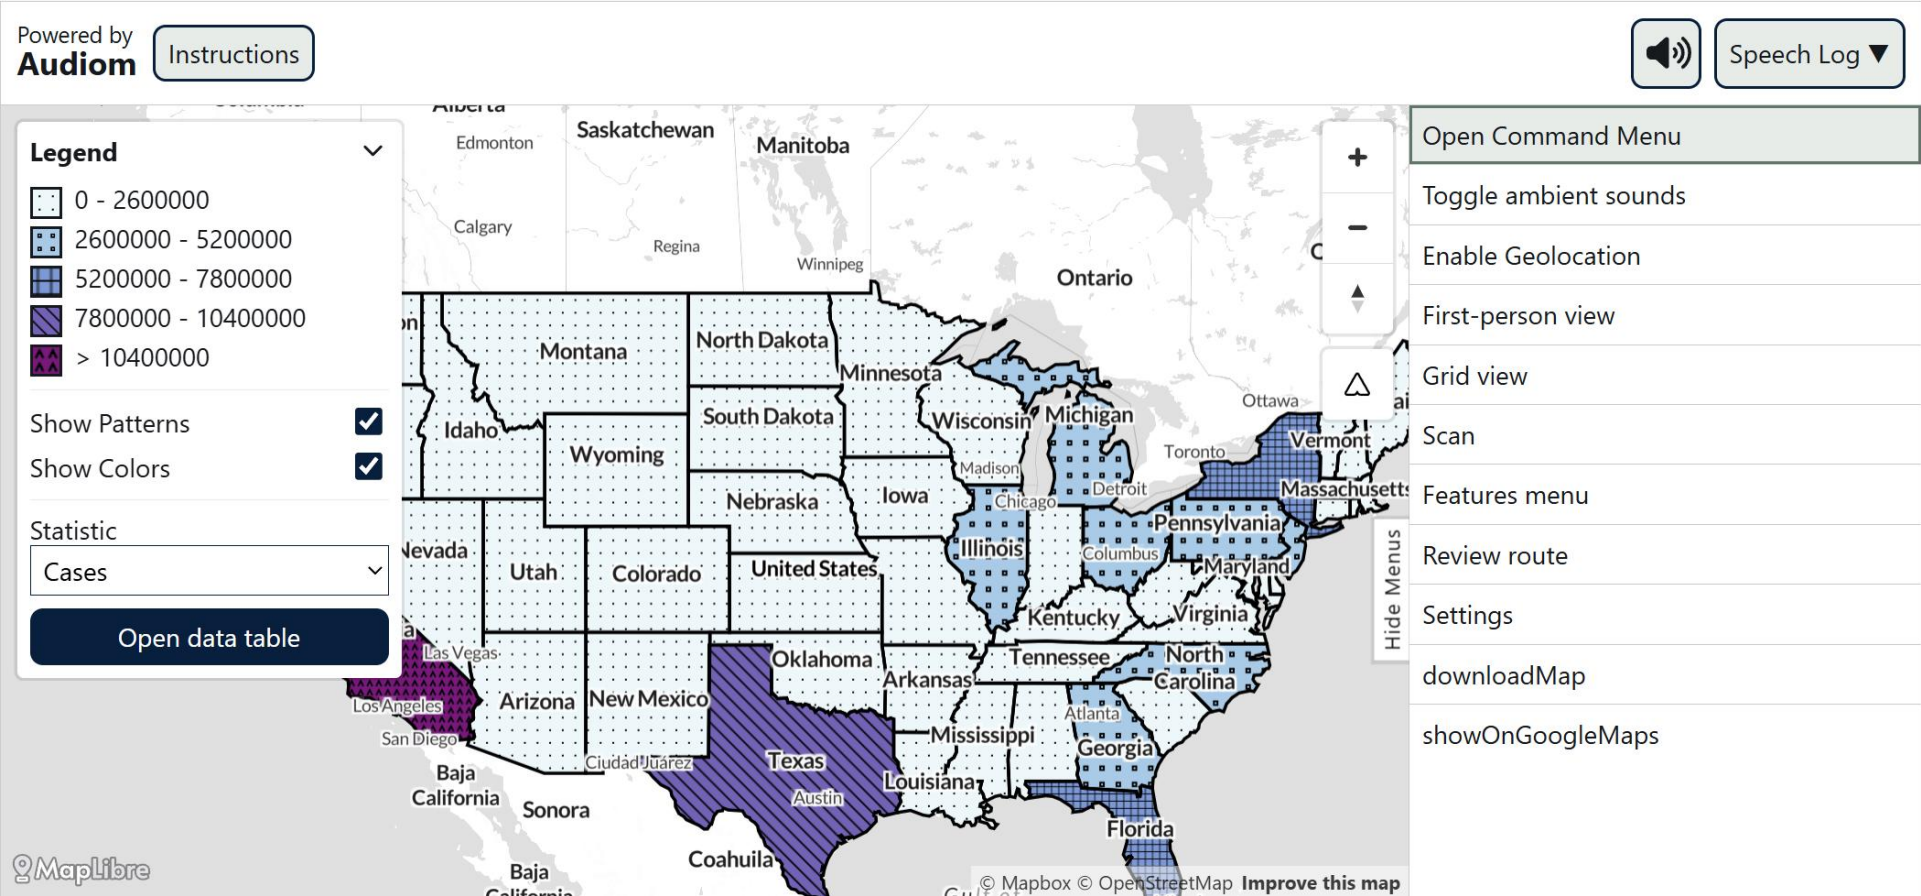 Powered by
Audiom
Instructions
Speech Log ▼
Legend
0 - 2600000
2600000 - 5200000
5200000 - 7800000
7800000 - 10400000
> 10400000
Show Patterns
Show Colors
Statistic
Cases
Open data table
Alberta
Edmonton
Saskatchewan
Manitoba
Calgary
Regina
Winnipeg
Ontario
Montana
North Dakota
Minnesota
Idaho
South Dakota
Wisconsin
Michigan
Ottawa
Vermont
Wyoming
Madison
Toronto
Nebraska
Iowa
Chicago
Detroit
Massachusetts
Nevada
Utah
Colorado
United States
Illinois
Columbus
Pennsylvania
Maryland
Kentucky
Virginia
Las Vegas
Oklahoma
Tennessee
North
Carolina
Arkansas
Los Angeles
Arizona
New Mexico
Atlanta
San Diego
Mississippi
Georgia
Ciudad Juárez
Texas
Louisiana
Baja
California
Sonora
Austin
Florida
Coahuila
Baja
California
MapLibre
© Mapbox © OpenStreetMap Improve this map
+
−
Hide Menus
Open Command Menu
Toggle ambient sounds
Enable Geolocation
First-person view
Grid view
Scan
Features menu
Review route
Settings
downloadMap
showOnGoogleMaps